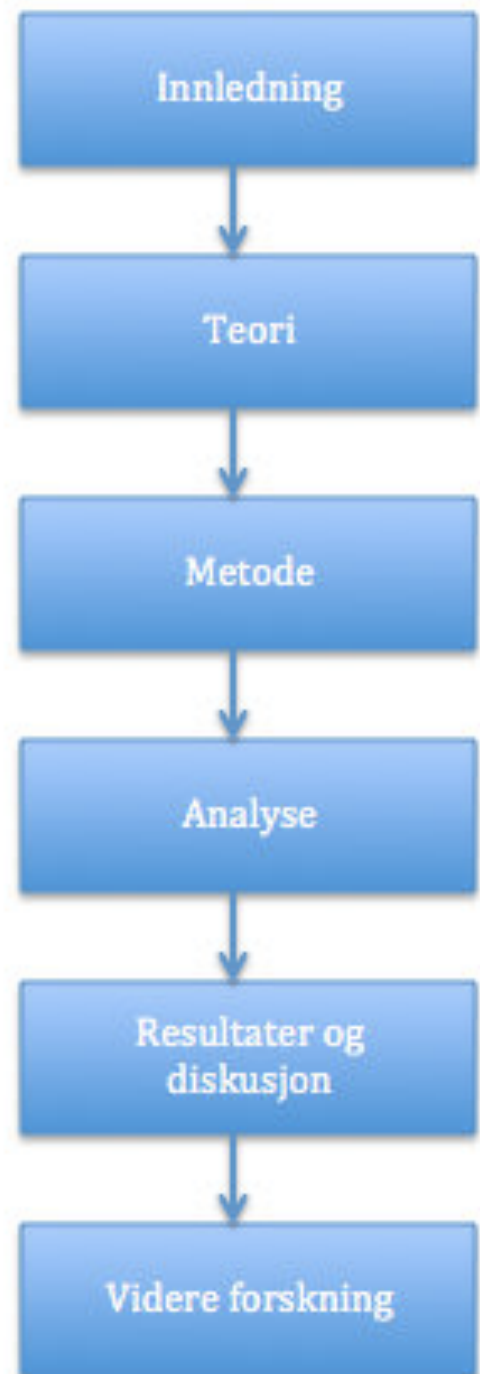 Innledning
Teori
Metode
Analyse
Resultater og
diskusjon
Videre forskning